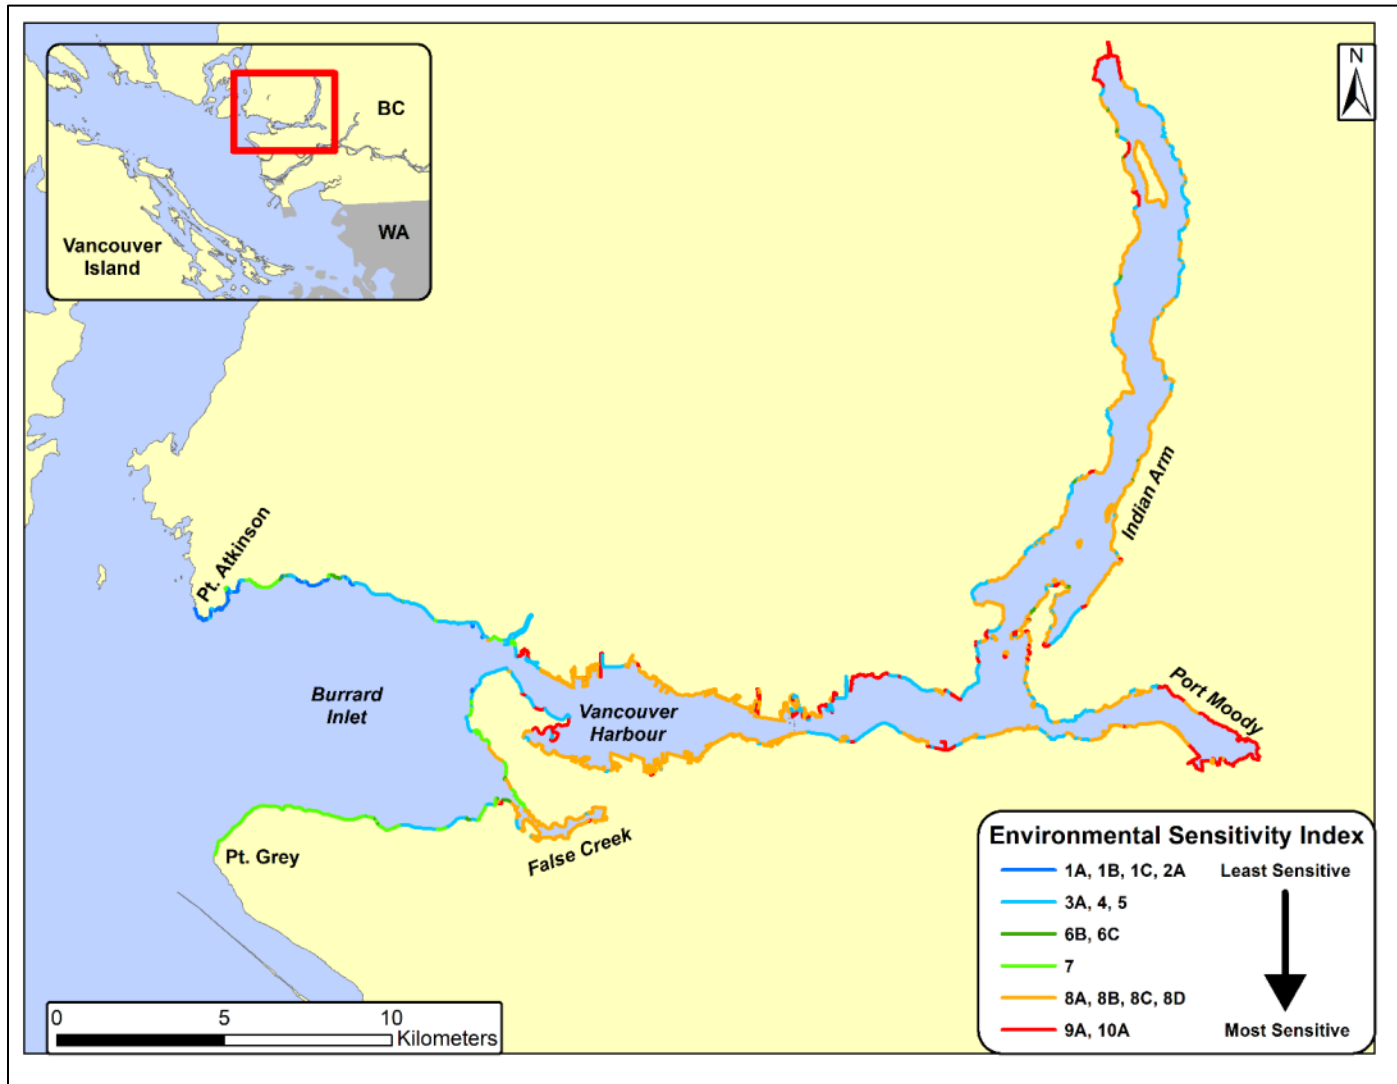 N
BC
WA
Vancouver
Island
Pt. Atkinson
Burrard
Inlet
Vancouver
Harbour
Indian Arm
Port Moody
Pt. Grey
False Creek
Environmental Sensitivity Index
1A, 1B, 1C, 2A Least Sensitive
3A, 4, 5
6B, 6C
7
8A, 8B, 8C, 8D
9A, 10A Most Sensitive
0 5 10
Kilometers